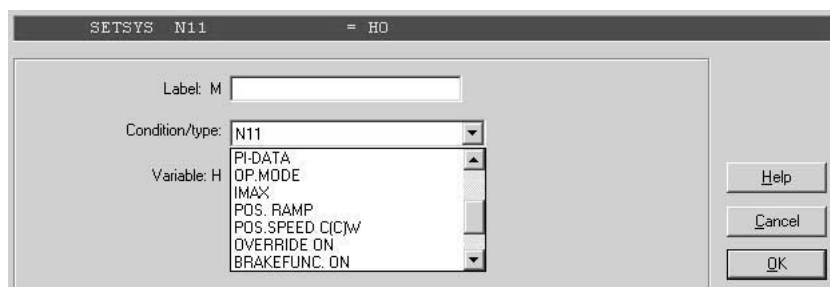 SETSYS N11 = H0
Label: M
Condition/type: N11
Variable: H
PI-DATA
OP.MODE
IMAX
POS. RAMP
POS.SPEED C(C)W
OVERRIDE ON
BRAKEFUNC. ON
Help
Cancel
OK